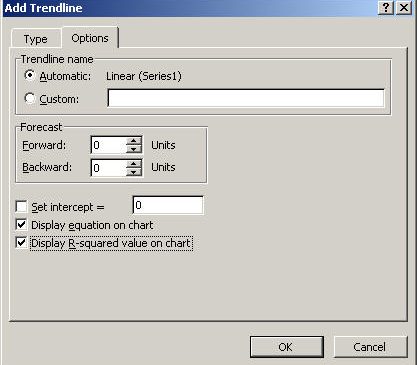 Add Trendline
Type Options
Trendline name
Automatic: Linear (Series1)
Custom:
Forecast
Forward: 0 Units
Backward: 0 Units
Set intercept = 0
Display equation on chart
Display R-squared value on chart
OK Cancel